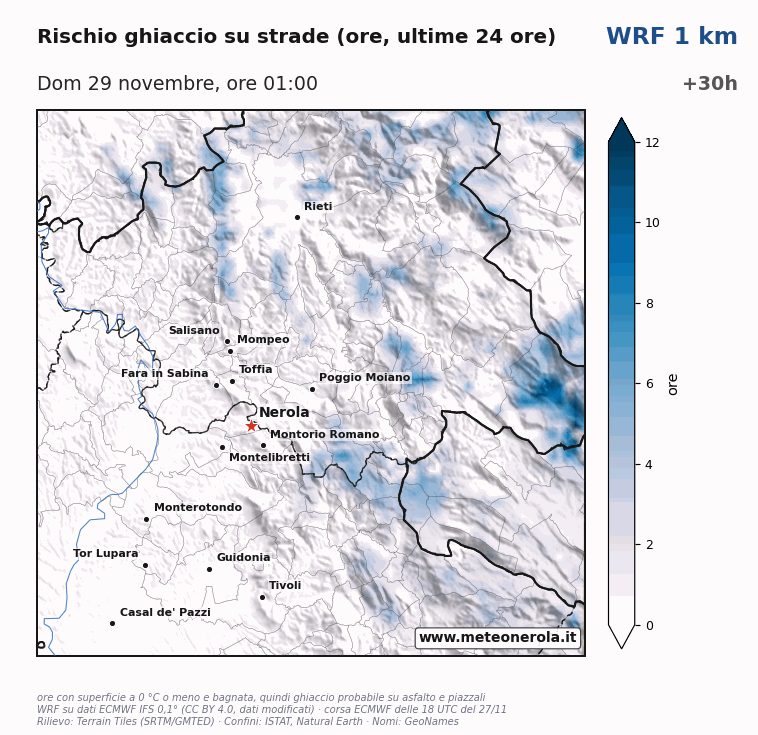 Rischio ghiaccio su strade (ore, ultime 24 ore)
WRF 1 km
Dom 29 novembre, ore 01:00
+30h
Rieti
Salisano
Mompeo
Toffia
Fara in Sabina
Poggio Moiano
Nerola
Montorio Romano
Montelibretti
Monterotondo
Tor Lupara
Guidonia
Tivoli
Casal de' Pazzi
www.meteonerola.it
12
10
8
6
4
2
0
ore
ore con superficie a 0 °C o meno e bagnata, quindi ghiaccio probabile su asfalto e piazzali
WRF su dati ECMWF IFS 0,1° (CC BY 4.0, dati modificati) · corsa ECMWF delle 18 UTC del 27/11
Rilievo: Terrain Tiles (SRTM/GMTED) · Confini: ISTAT, Natural Earth · Nomi: GeoNames